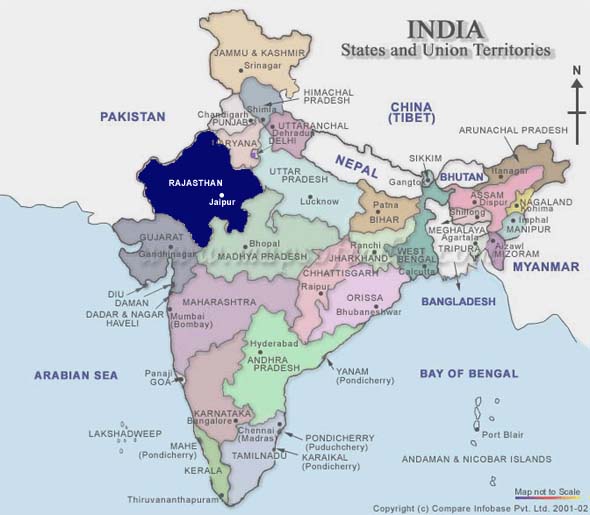 INDIA
States and Union Territories
N
JAMMU & KASHMIR
Srinagar
HIMACHAL
PRADESH
PAKISTAN
Chandigarh
PUNJAB
Shimla
CHINA
(TIBET)
UTTARANCHAL
Dehradun
HARYANA
DELHI
ARUNACHAL PRADESH
Itanagar
SIKKIM
Gangtok
NEPAL
BHUTAN
RAJASTHAN
Jaipur
UTTAR
PRADESH
Lucknow
ASSAM
Dispur
NAGALAND
Kohima
Shillong
MEGHALAYA
Imphal
MANIPUR
Patna
BIHAR
Agartala
TRIPURA
Aizawl
MIZORAM
GUJARAT
Gandhinagar
Bhopal
MADHYA PRADESH
Ranchi
JHARKHAND
WEST
BENGAL
Calcutta
MYANMAR
BANGLADESH
CHHATTISGARH
Raipur
ORISSA
Bhubaneshwar
DIU
DAMAN
DADAR & NAGAR
HAVELI
MAHARASHTRA
Mumbai
(Bombay)
Hyderabad
ANDHRA
PRADESH
YANAM
(Pondicherry)
ARABIAN SEA
BAY OF BENGAL
Panaji
GOA
KARNATAKA
Bangalore
Chennai
(Madras)
PONDICHERRY
(Puduchchery)
KARAIKAL
(Pondicherry)
LAKSHADWEEP
MAHE
(Pondicherry)
KERALA
TAMILNADU
Thiruvananthapuram
Port Blair
ANDAMAN & NICOBAR ISLANDS
Map not to Scale
Copyright (c) Compare Infobase Pvt. Ltd. 2001-02